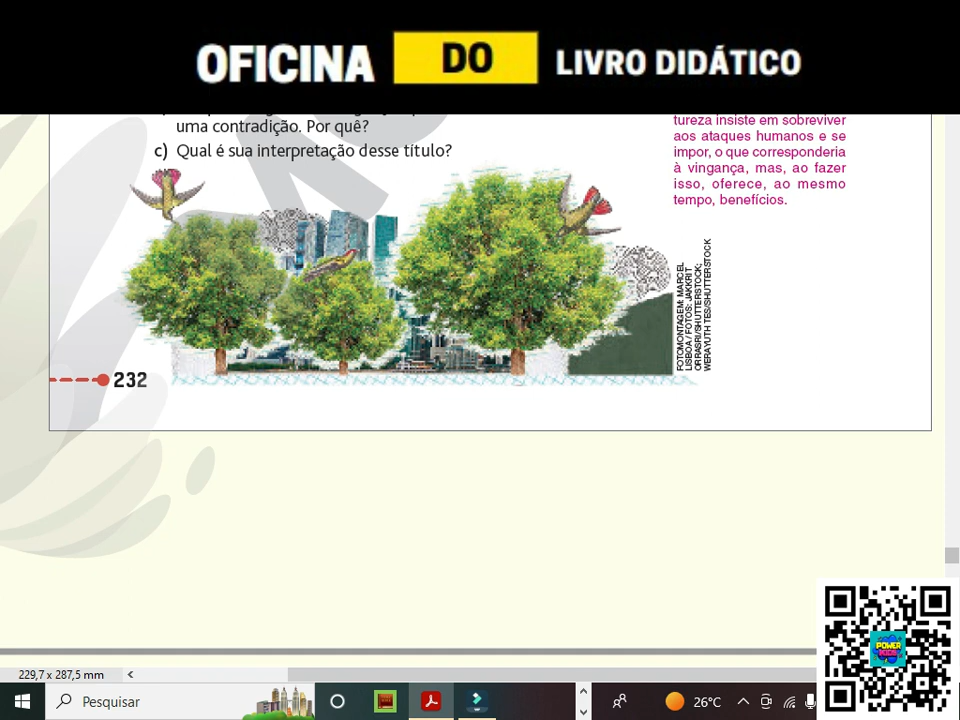 OFICINA DO LIVRO DIDÁTICO
uma contradição. Por quê?
c) Qual é sua interpretação desse título?
tureza insiste em sobreviver
aos ataques humanos e se
impor, o que corresponderia
à vingança, mas, ao fazer
isso, oferece, ao mesmo
tempo, benefícios.
FOTOMONTAGEM: MARCEL
LISBOA / FOTOS: JAKKRIT
ORRASRI/SHUTTERSTOCK;
WERAYUTH TES/SHUTTERSTOCK
232
POWER
KIDS
229,7 x 287,5 mm
Pesquisar
26°C